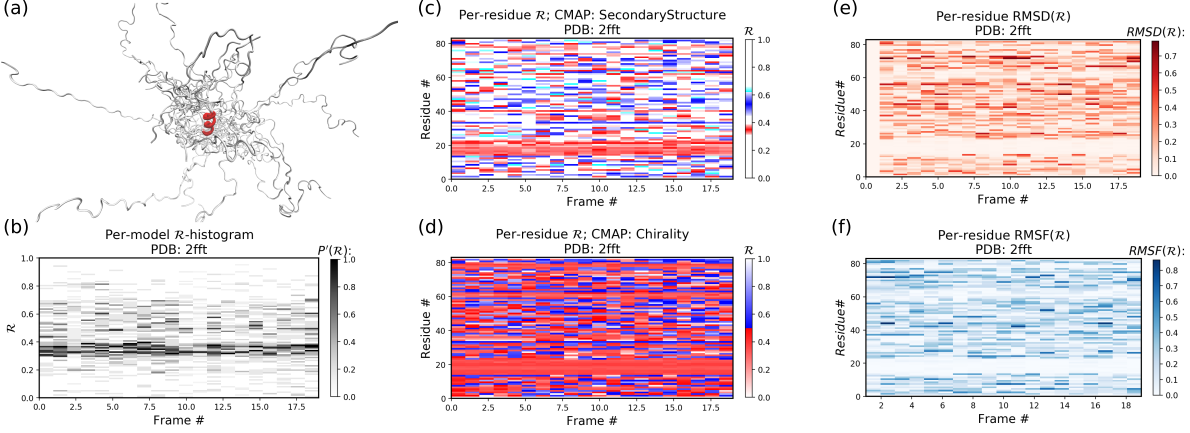 (a)
(b)
Per-model R-histogram
PDB: 2fft
P'(R):
1.0
0.8
0.6
0.4
0.2
0.0
R
0.0 2.5 5.0 7.5 10.0 12.5 15.0 17.5
Frame #
1.0
0.8
0.6
0.4
0.2
0.0
(c)
Per-residue R; CMAP: SecondaryStructure
PDB: 2fft
R
80
60
40
20
0
Residue #
0.0 2.5 5.0 7.5 10.0 12.5 15.0 17.5
Frame #
1.0
0.8
0.6
0.4
0.2
0.0
(d)
Per-residue R; CMAP: Chirality
PDB: 2fft
R
80
60
40
20
0
Residue #
0.0 2.5 5.0 7.5 10.0 12.5 15.0 17.5
Frame #
1.0
0.8
0.6
0.4
0.2
0.0
(e)
Per-residue RMSD(R)
PDB: 2fft
RMSD(R):
80
60
40
20
0
Residue#
0.0 2.5 5.0 7.5 10.0 12.5 15.0 17.5
Frame #
0.7
0.6
0.5
0.4
0.3
0.2
0.1
0.0
(f)
Per-residue RMSF(R)
PDB: 2fft
RMSF(R):
80
60
40
20
0
Residue#
2 4 6 8 10 12 14 16 18
Frame #
0.8
0.7
0.6
0.5
0.4
0.3
0.2
0.1
0.0